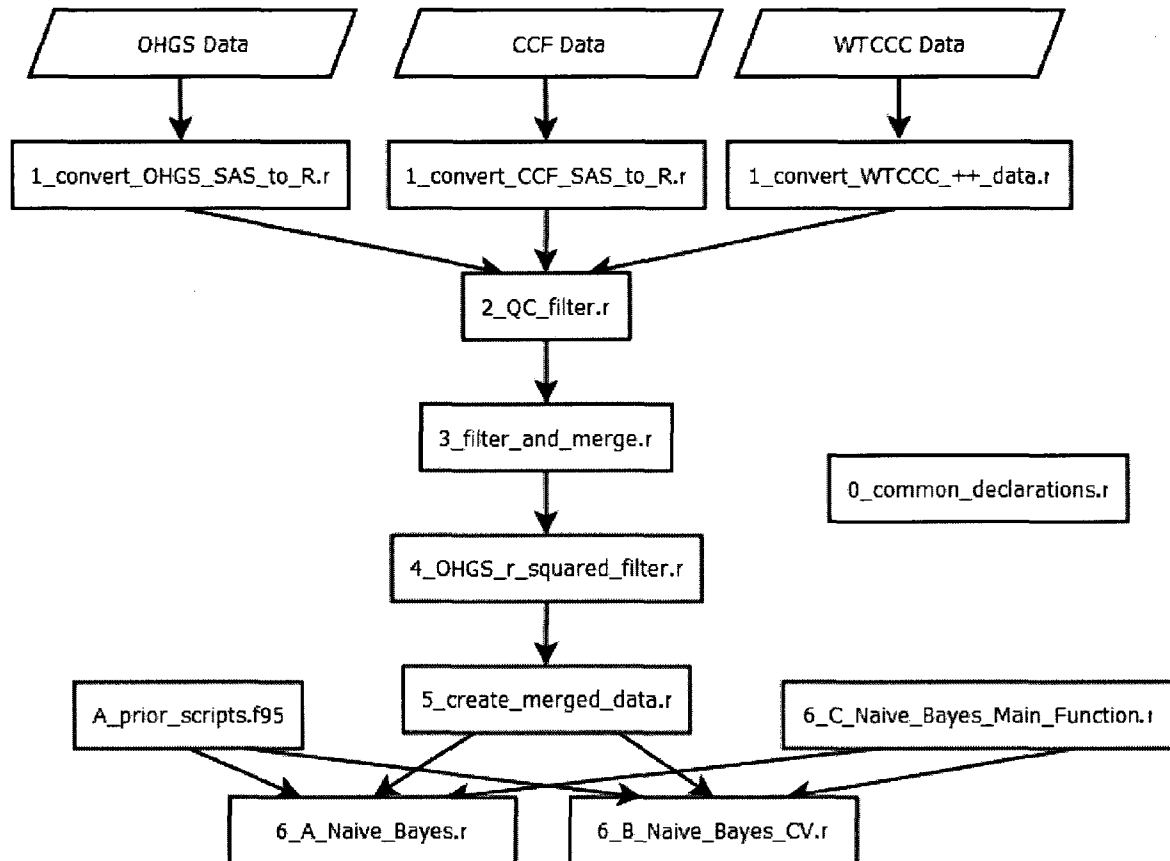 OHGS Data
CCF Data
WTCCC Data
1_convert_OHGS_SAS_to_R.r
1_convert_CCF_SAS_to_R.r
1_convert_WTCCC_++_data.r
2_QC_filter.r
3_filter_and_merge.r
0_common_declarations.r
4_OHGS_r_squared_filter.r
A_prior_scripts.f95
5_create_merged_data.r
6_C_Naive_Bayes_Main_Function.r
6_A_Naive_Bayes.r
6_B_Naive_Bayes_CV.r